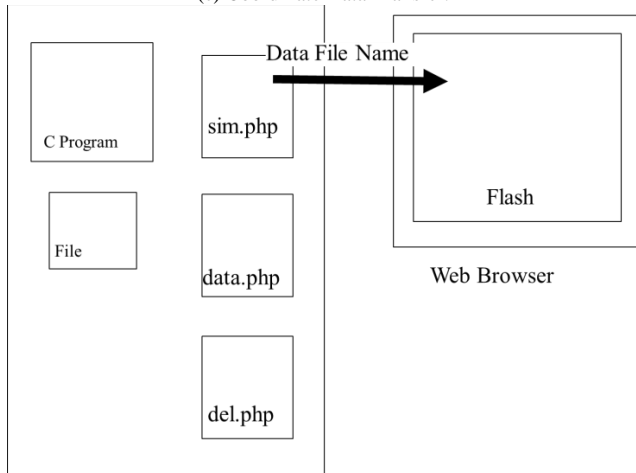 Data File Name
C Program
sim.php
File
Flash
data.php
Web Browser
del.php